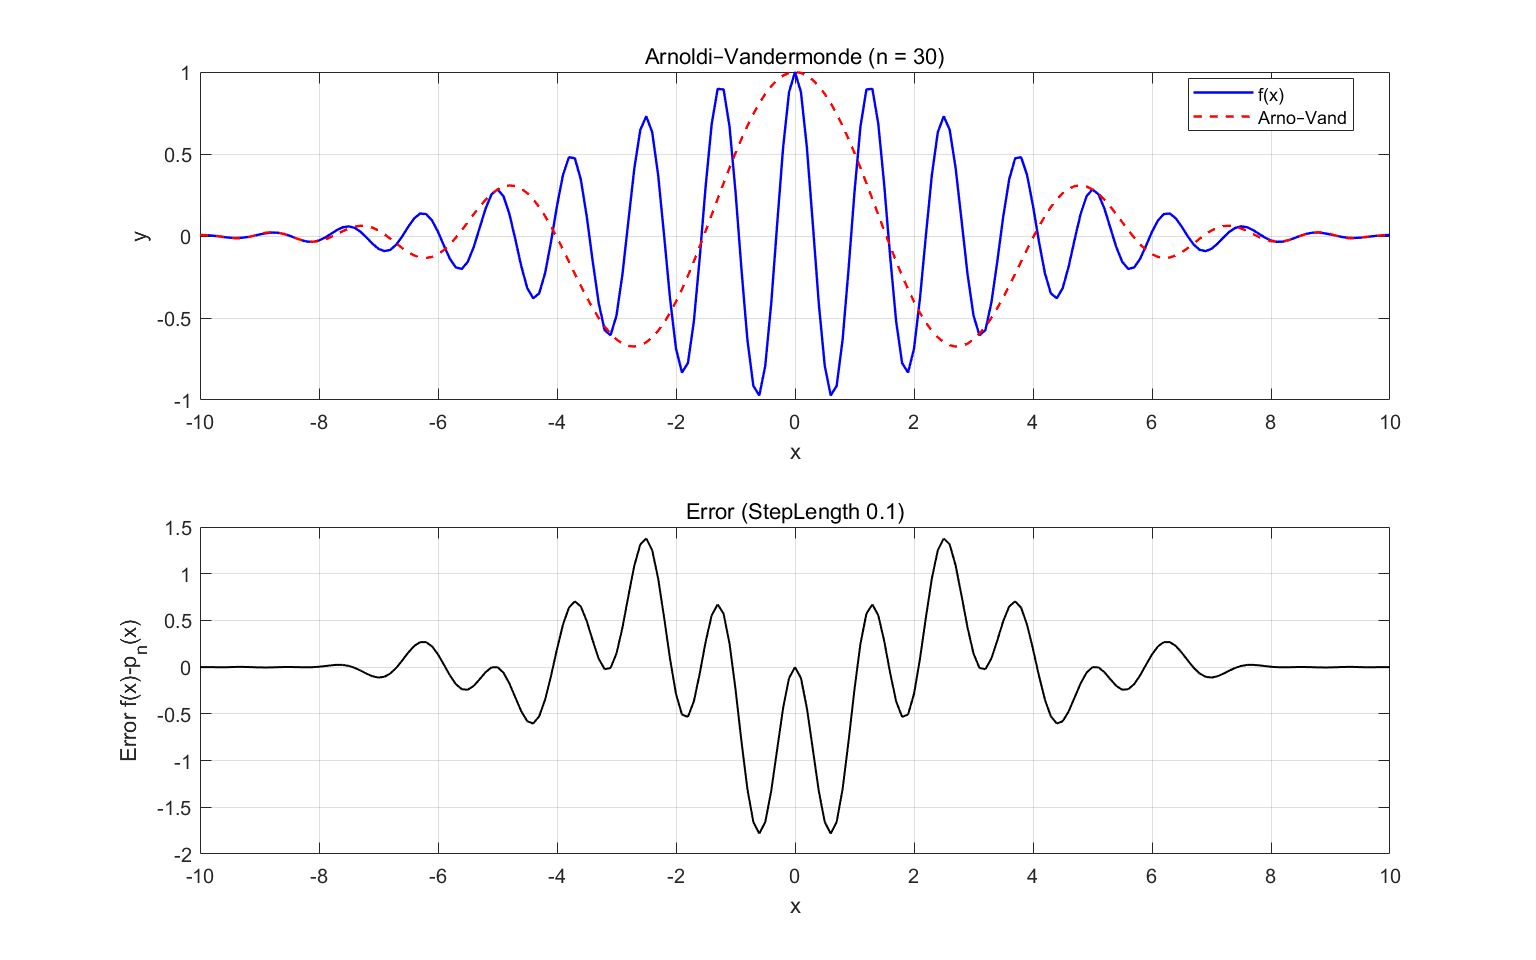 Arnoldi–Vandermonde (n = 30)
1
0.5
0
-0.5
-1
y
f(x)
Arno–Vand
-10 -8 -6 -4 -2 0 2 4 6 8 10
x
Error (StepLength 0.1)
1.5
1
0.5
0
-0.5
-1
-1.5
-2
Error f(x)-pn(x)
-10 -8 -6 -4 -2 0 2 4 6 8 10
x